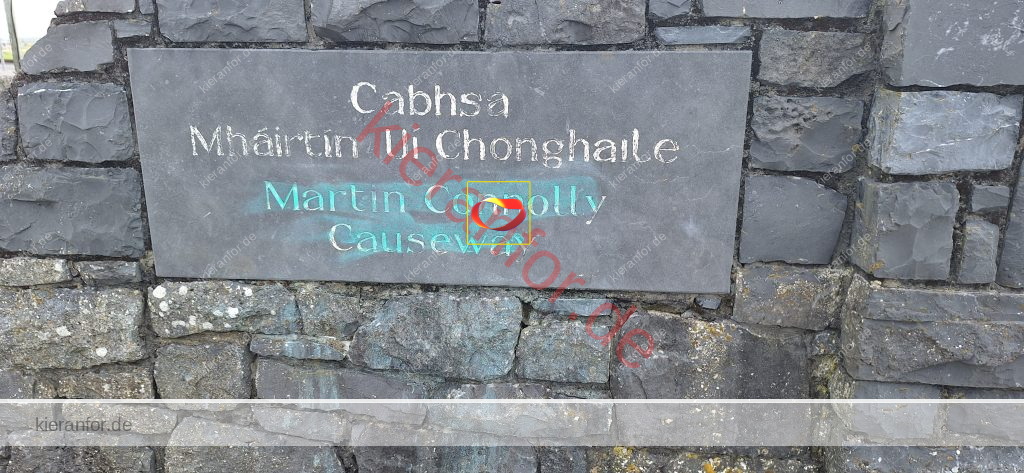 Cabhsa
Mháirtín Uí Chonghaile
Martin Connolly
Causeway
kieranfor.de
kieranfor.de